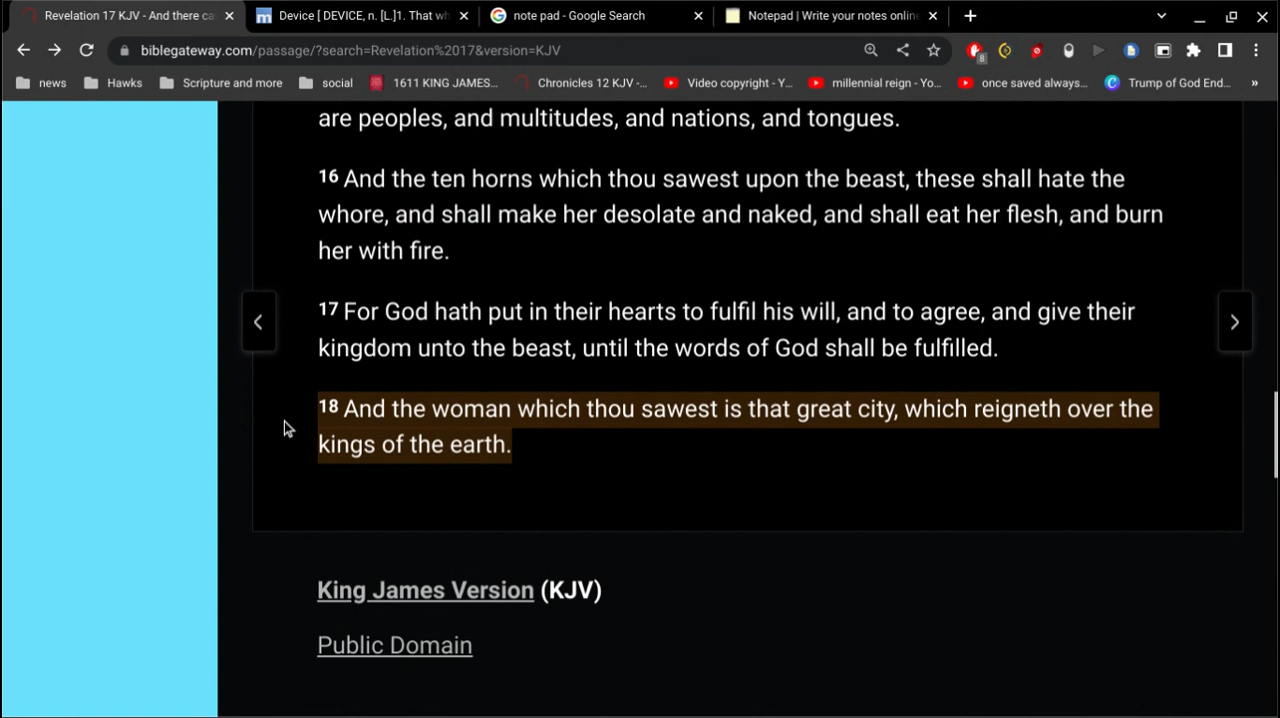 Revelation 17 KJV - And there ca
Device [ DEVICE, n. [L.]1. That wh
note pad - Google Search
Notepad | Write your notes online
biblegateway.com/passage/?search=Revelation%2017&version=KJV
8
news
Hawks
Scripture and more
social
1611 KING JAMES...
Chronicles 12 KJV -...
Video copyright - Y...
millennial reign - Yo...
once saved always...
Trump of God End...
»
are peoples, and multitudes, and nations, and tongues.
16 And the ten horns which thou sawest upon the beast, these shall hate the
whore, and shall make her desolate and naked, and shall eat her flesh, and burn
her with fire.
17 For God hath put in their hearts to fulfil his will, and to agree, and give their
kingdom unto the beast, until the words of God shall be fulfilled.
18 And the woman which thou sawest is that great city, which reigneth over the
kings of the earth.
King James Version (KJV)
Public Domain